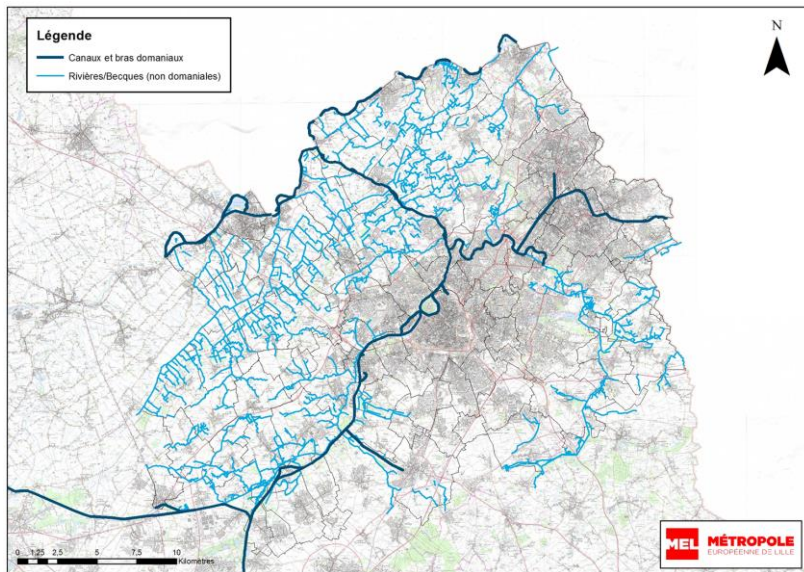 Légende
Canaux et bras domaniaux
Rivières/Becques (non domaniales)
N
0 1,25 2,5 5 7,5 10
Kilomètres
MEL MÉTROPOLE
EUROPÉENNE DE LILLE